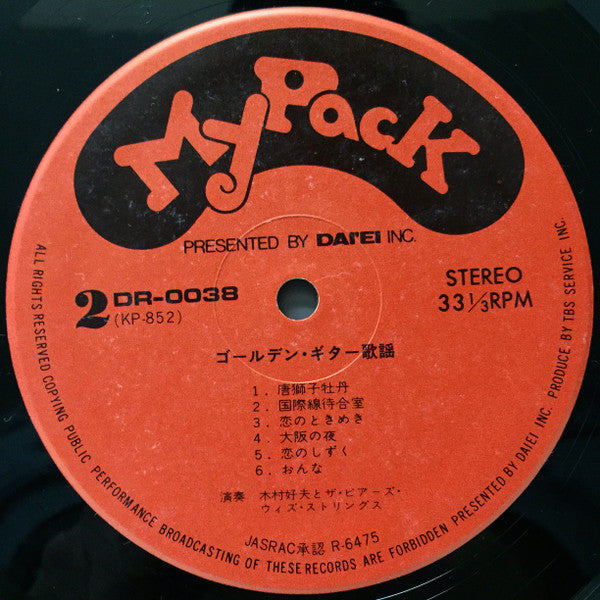 My Pack
PRESENTED BY DAI'EI INC.
2 DR-0038
(KP-852)
STEREO
33 1/3 RPM
ゴールデン・ギター歌謡
1. 唐獅子牡丹
2. 国際線待合室
3. 恋のときめき
4. 大阪の夜
5. 恋のしずく
6. おんな
演奏 木村好夫とザ・ビアーズ・
ウィズ・ストリングス
JASRAC承認 R-6475
ALL RIGHTS RESERVED COPYING PUBLIC PERFORMANCE BROADCASTING OF THESE RECORDS ARE FORBIDDEN PRESENTED BY DAIEI INC. PRODUCE BY TBS SERVICE INC.